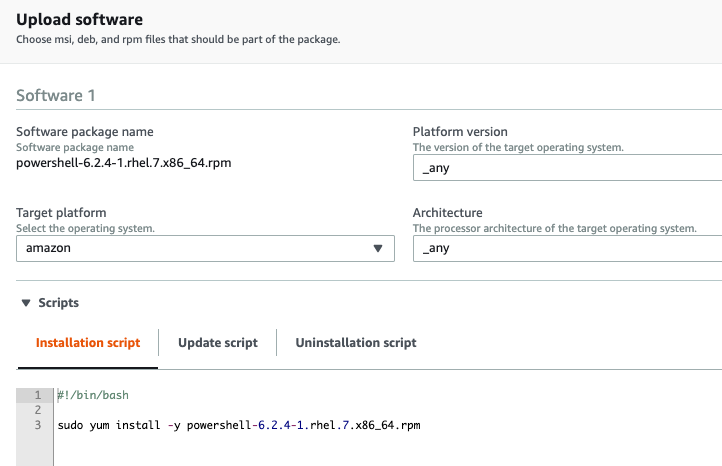 Upload software
Choose msi, deb, and rpm files that should be part of the package.
Software 1
Software package name
Software package name
powershell-6.2.4-1.rhel.7.x86_64.rpm
Platform version
The version of the target operating system.
_any
Target platform
Select the operating system.
amazon
Architecture
The processor architecture of the target operating system.
_any
Scripts
Installation script
Update script
Uninstallation script
1 #!/bin/bash
2
3 sudo yum install -y powershell-6.2.4-1.rhel.7.x86_64.rpm